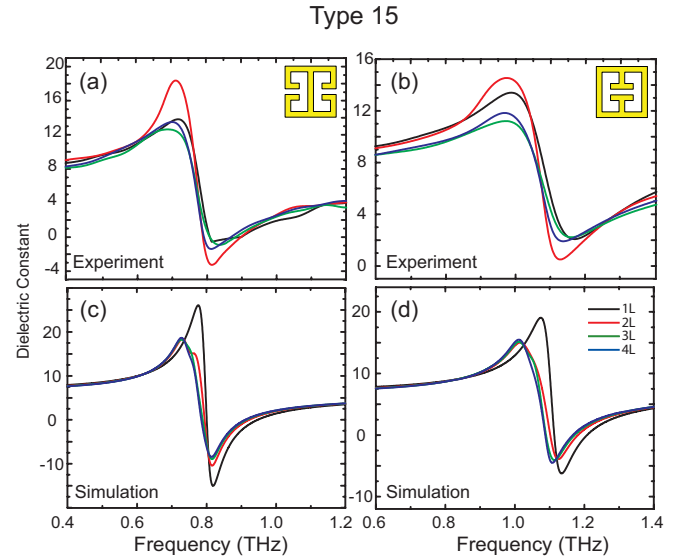 Type 15
(a)
20
16
12
8
4
0
-4
Experiment
(b)
16
12
8
4
0
Experiment
Dielectric Constant
(c)
20
10
0
-10
Simulation
0.4 0.6 0.8 1.0 1.2
Frequency (THz)
(d)
1L
2L
3L
4L
20
10
0
-10
Simulation
0.6 0.8 1.0 1.2 1.4
Frequency (THz)